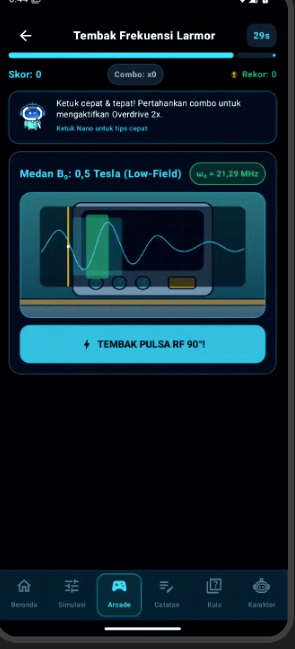 Tembak Frekuensi Larmor
29s
Skor: 0
Combo: x0
Rekor: 0
Ketuk cepat & tepat! Pertahankan combo untuk
mengaktifkan Overdrive 2x.
Ketuk Nano untuk tips cepat
Medan B₀: 0,5 Tesla (Low-Field)
ω₀ = 21,29 MHz
TEMBAK PULSA RF 90°!
Beranda
Simulasi
Arcade
Catatan
Kuis
Karakter